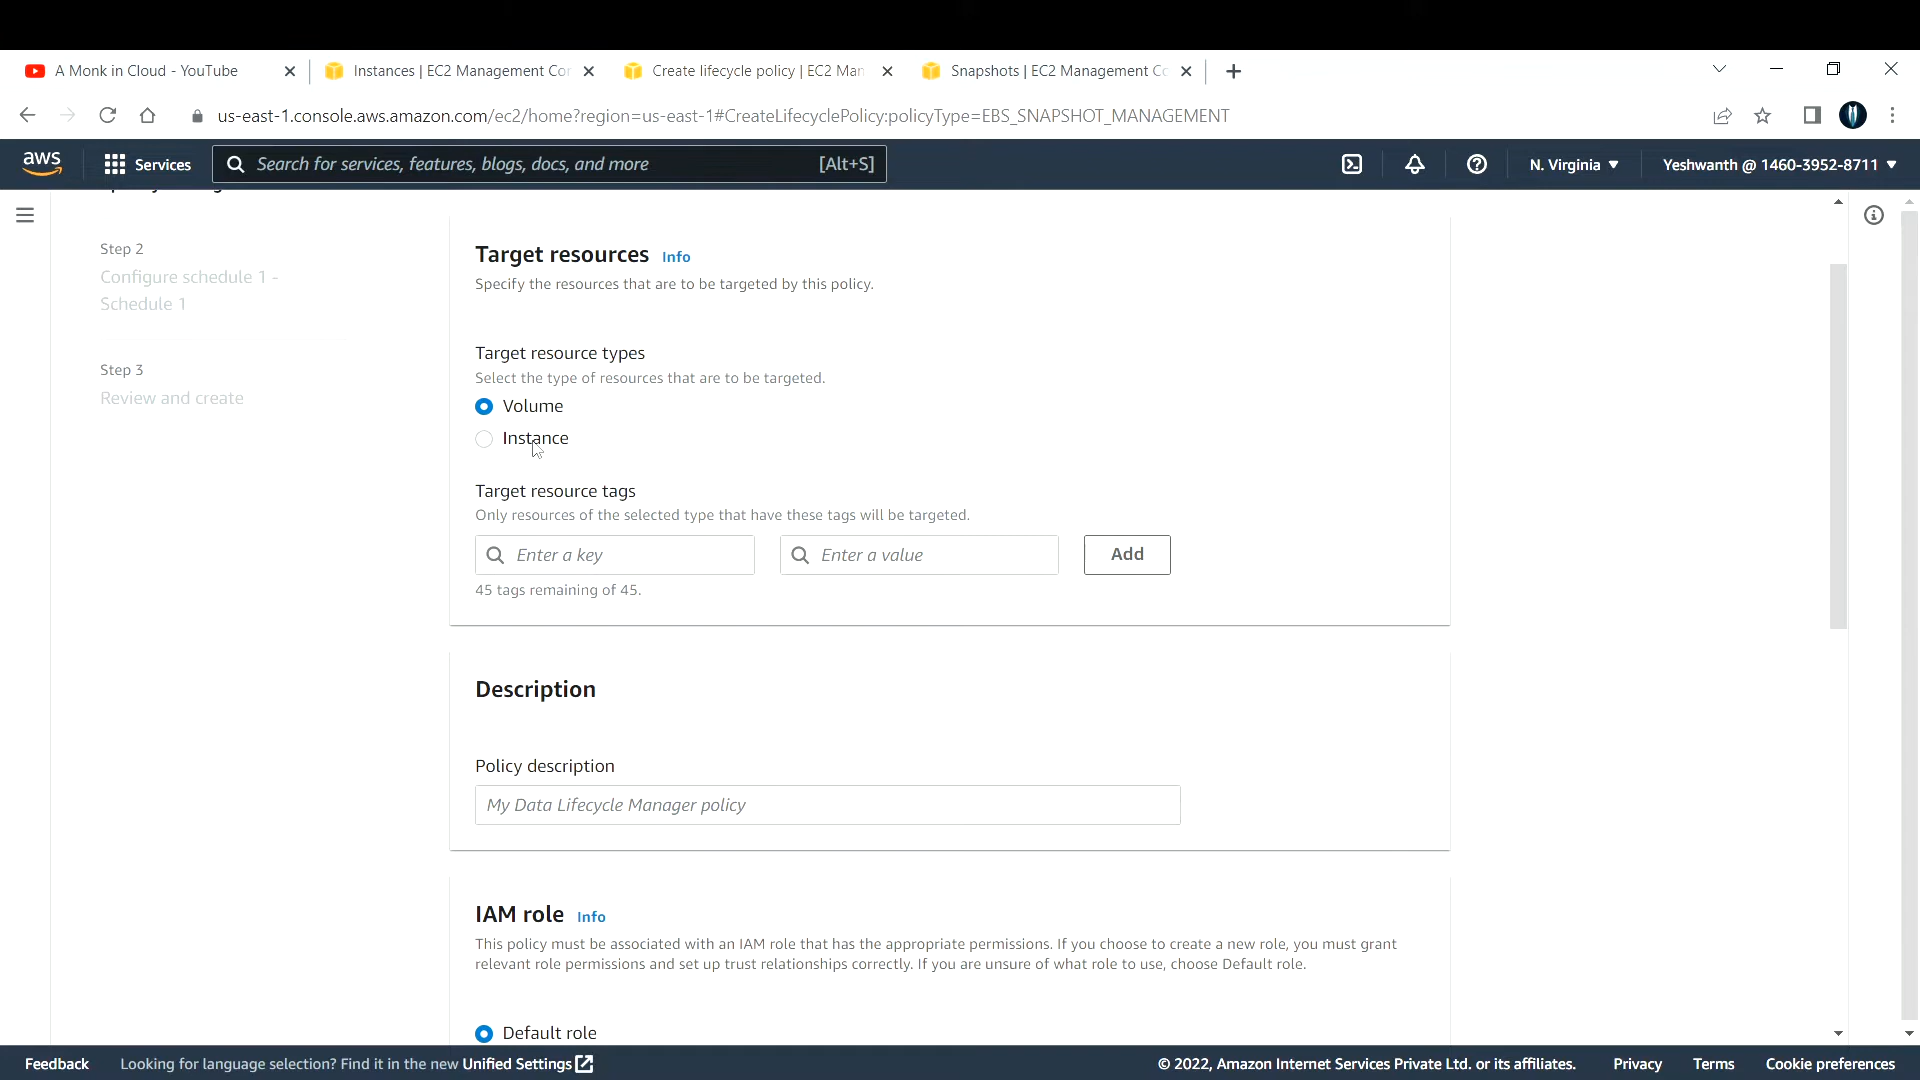 A Monk in Cloud - YouTube
Instances | EC2 Management Con
Create lifecycle policy | EC2 Man
Snapshots | EC2 Management Co
us-east-1.console.aws.amazon.com/ec2/home?region=us-east-1#CreateLifecyclePolicy:policyType=EBS_SNAPSHOT_MANAGEMENT
aws
Services
Search for services, features, blogs, docs, and more
[Alt+S]
N. Virginia
Yeshwanth @ 1460-3952-8711
Step 2
Configure schedule 1 -
Schedule 1
Step 3
Review and create
Target resources Info
Specify the resources that are to be targeted by this policy.
Target resource types
Select the type of resources that are to be targeted.
Volume
Instance
Target resource tags
Only resources of the selected type that have these tags will be targeted.
Enter a key
Enter a value
Add
45 tags remaining of 45.
Description
Policy description
My Data Lifecycle Manager policy
IAM role Info
This policy must be associated with an IAM role that has the appropriate permissions. If you choose to create a new role, you must grant
relevant role permissions and set up trust relationships correctly. If you are unsure of what role to use, choose Default role.
Default role
Feedback
Looking for language selection? Find it in the new Unified Settings
© 2022, Amazon Internet Services Private Ltd. or its affiliates.
Privacy
Terms
Cookie preferences